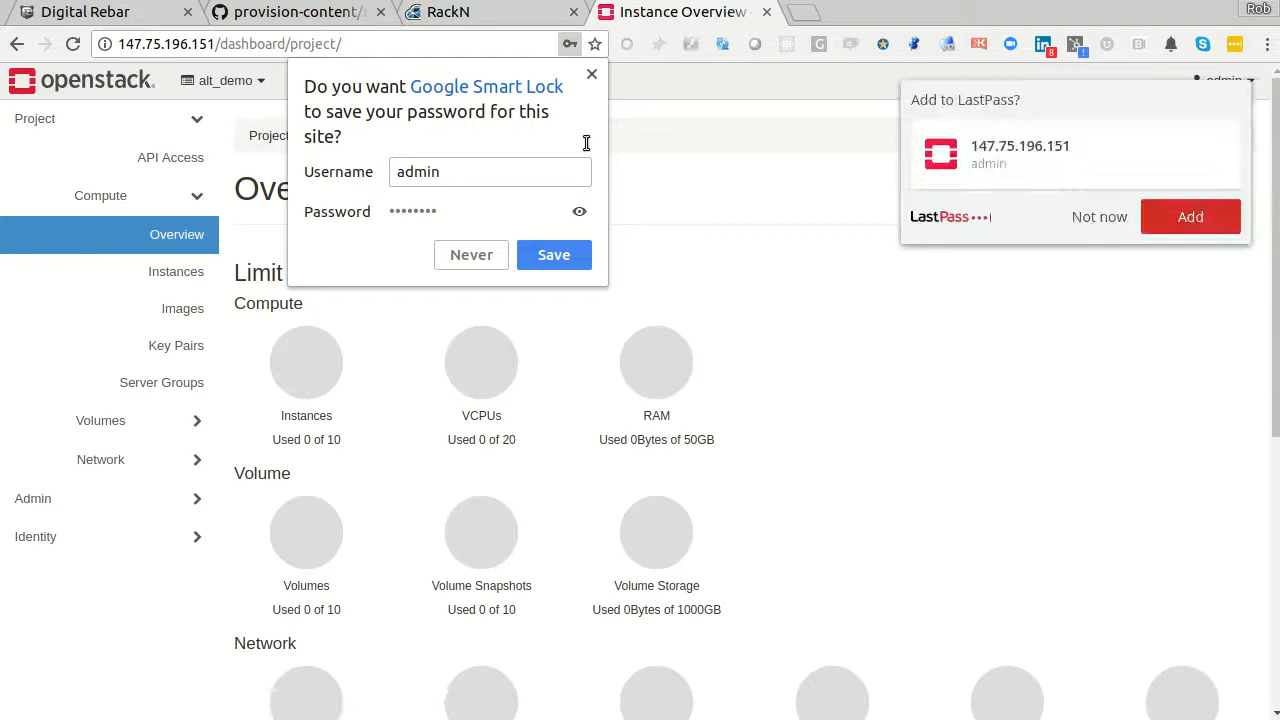 Digital Rebar
provision-content/
RackN
Instance Overview
Rob
147.75.196.151/dashboard/project/
8
!
openstack.
alt_demo
admin
Project
API Access
Compute
Overview
Instances
Images
Key Pairs
Server Groups
Volumes
Network
Admin
Identity
Project
Ove
Do you want Google Smart Lock
to save your password for this
site?
Username
admin
Password
••••••••
Never
Save
Add to LastPass?
147.75.196.151
admin
LastPass
Not now
Add
Limit
Compute
Instances
VCPUs
RAM
Used 0 of 10
Used 0 of 20
Used 0Bytes of 50GB
Volume
Volumes
Volume Snapshots
Volume Storage
Used 0 of 10
Used 0 of 10
Used 0Bytes of 1000GB
Network